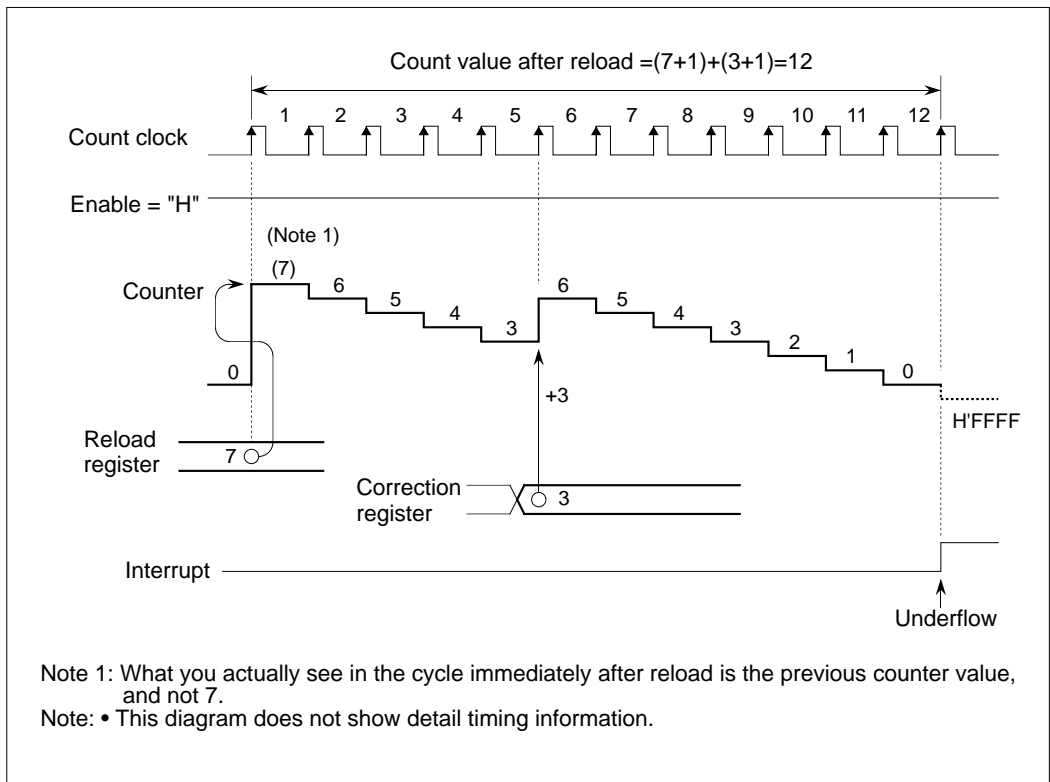 Count value after reload =(7+1)+(3+1)=12
1 2 3 4 5 6 7 8 9 10 11 12
Count clock
Enable = "H"
(Note 1)
(7) 6 5 4 3 6 5 4 3 2 1 0
Counter
0
+3
H'FFFF
Reload
register
7
Correction
register
3
Interrupt
Underflow
Note 1: What you actually see in the cycle immediately after reload is the previous counter value,
and not 7.
Note: • This diagram does not show detail timing information.